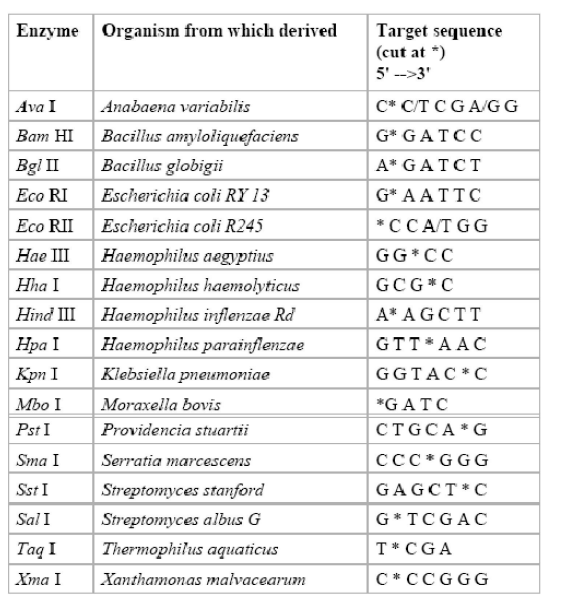 Enzyme Organism from which derived Target sequence
(cut at *)
5' -->3'
Ava I Anabaena variabilis C* C/T C G A/G G
Bam HI Bacillus amyloliquefaciens G* G A T C C
Bgl II Bacillus globigii A* G A T C T
Eco RI Escherichia coli RY 13 G* A A T T C
Eco RII Escherichia coli R245 * C C A/T G G
Hae III Haemophilus aegyptius G G * C C
Hha I Haemophilus haemolyticus G C G * C
Hind III Haemophilus inflenzae Rd A* A G C T T
Hpa I Haemophilus parainflenzae G T T * A A C
Kpn I Klebsiella pneumoniae G G T A C * C
Mbo I Moraxella bovis *G A T C
Pst I Providencia stuartii C T G C A * G
Sma I Serratia marcescens C C C * G G G
Sst I Streptomyces stanford G A G C T * C
Sal I Streptomyces albus G G * T C G A C
Taq I Thermophilus aquaticus T * C G A
Xma I Xanthamonas malvacearum C * C C G G G